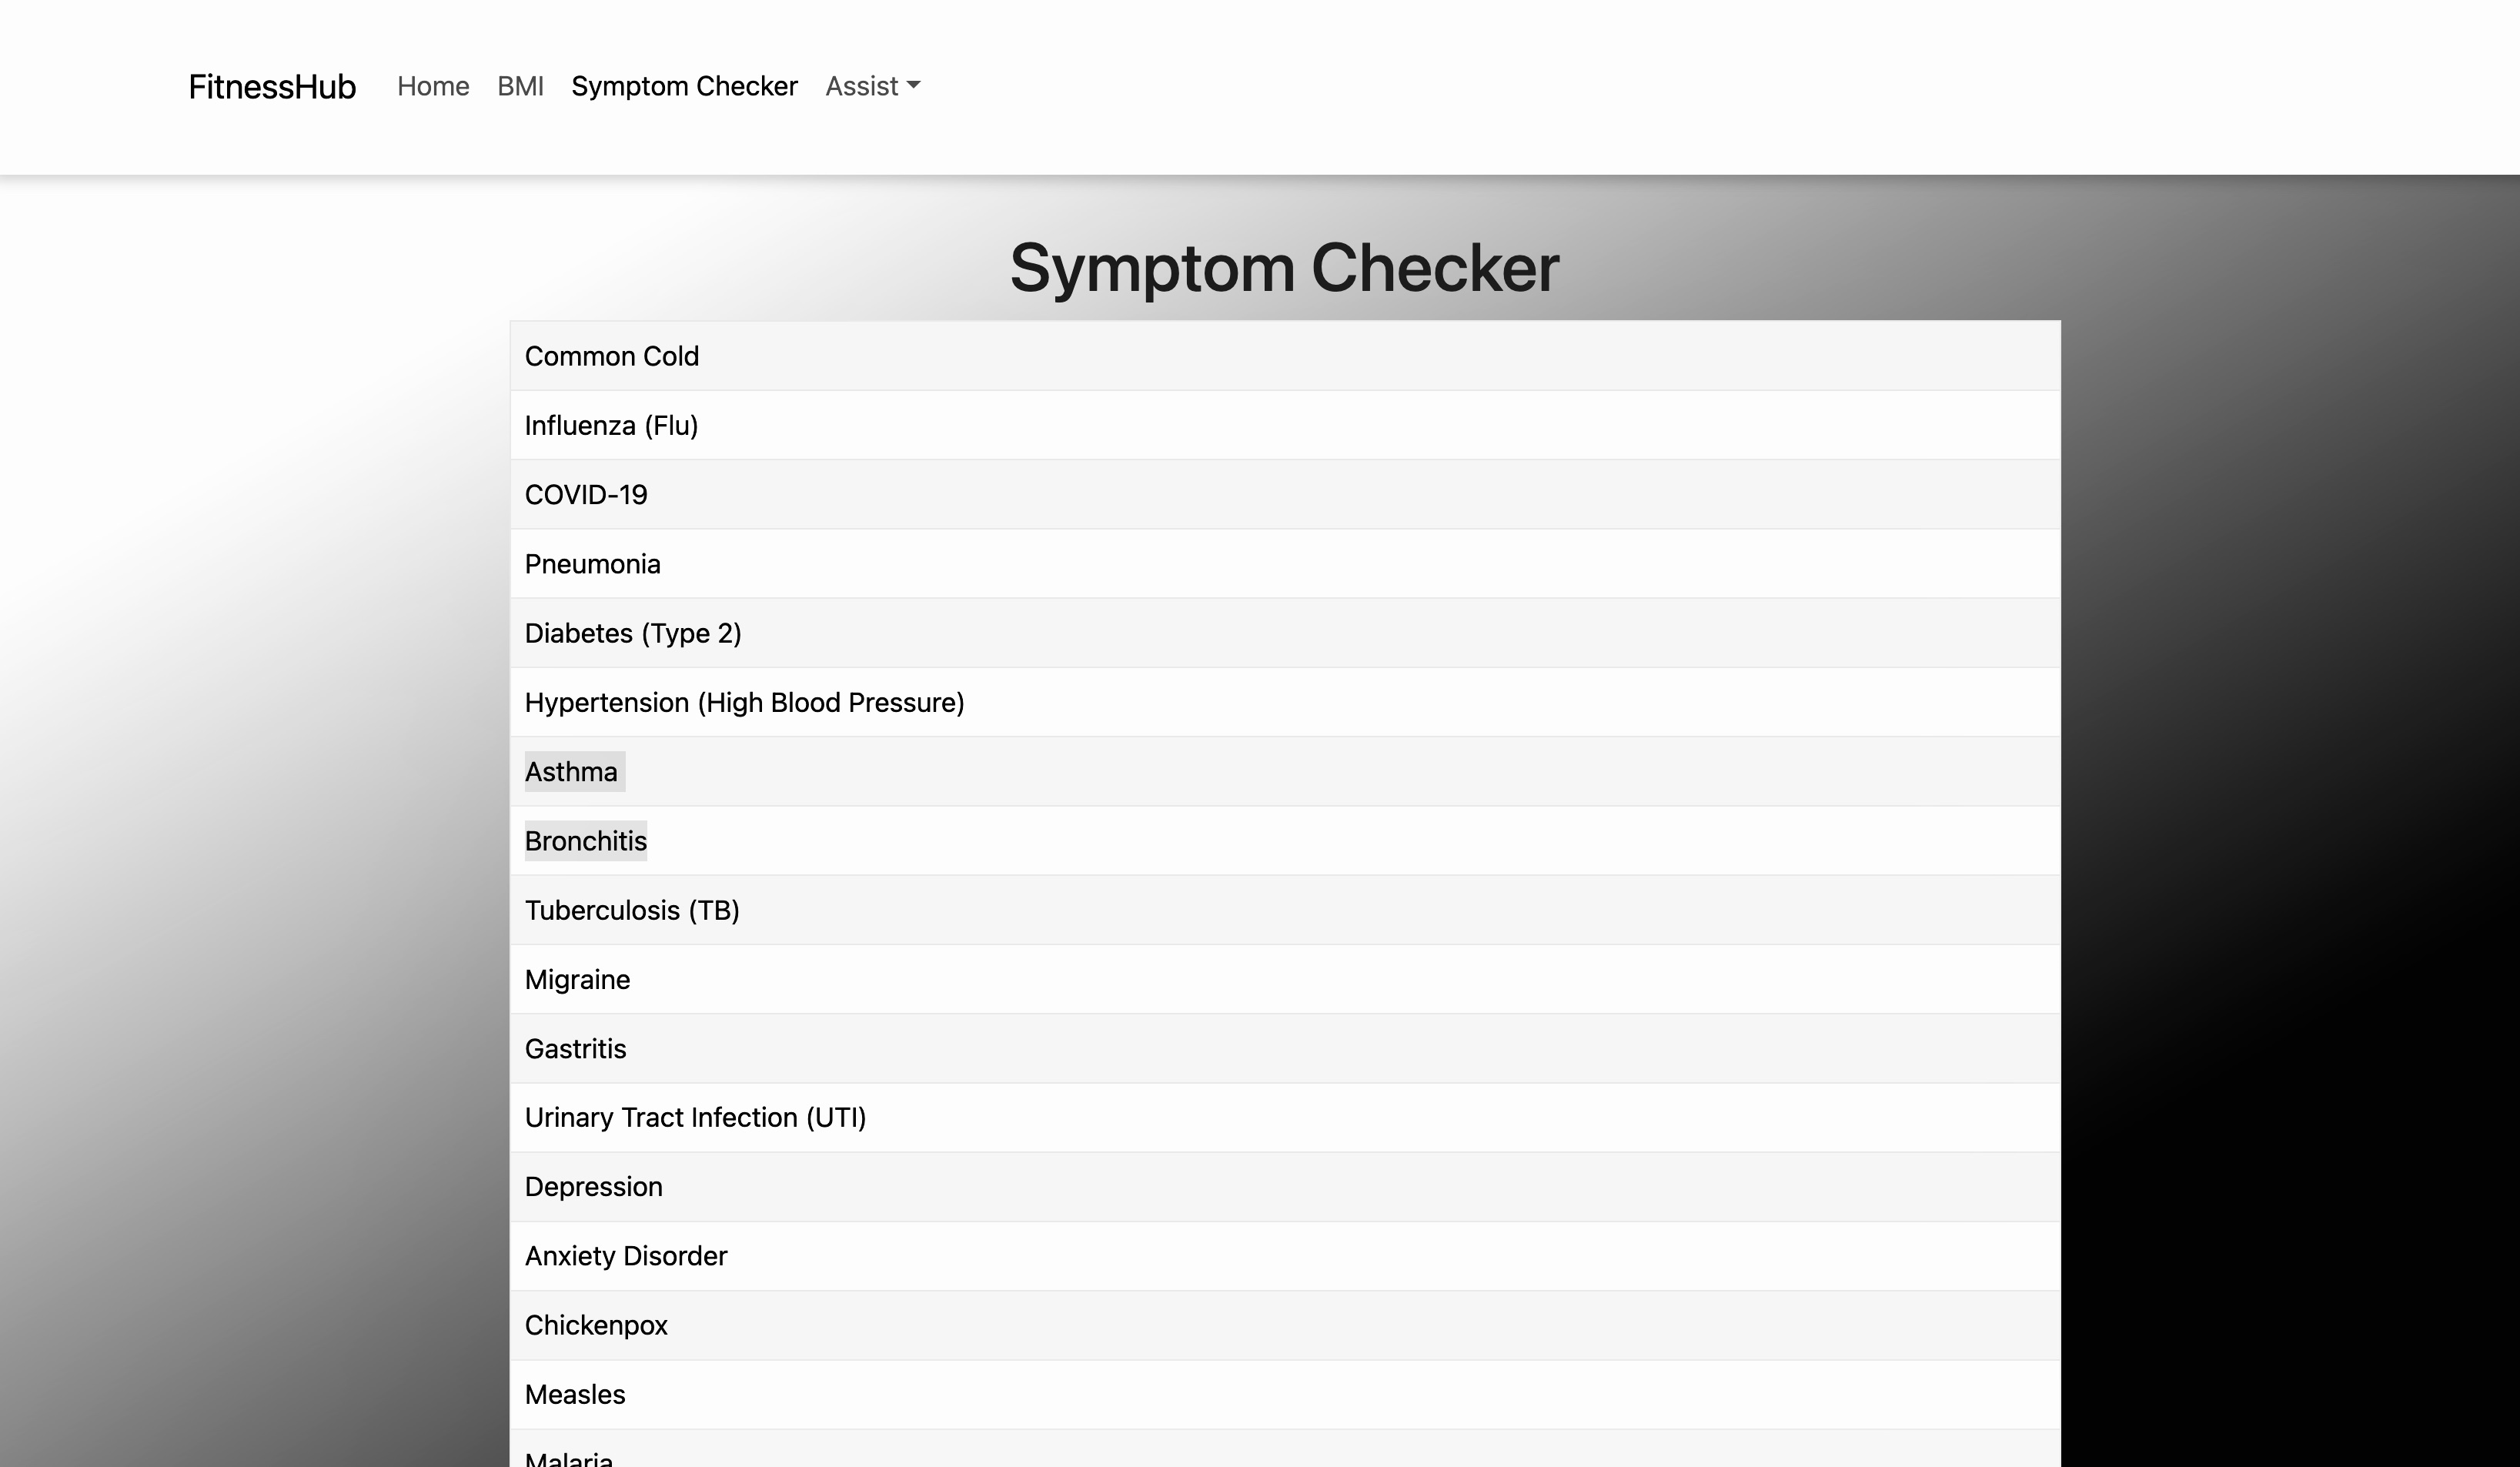 FitnessHub Home BMI Symptom Checker Assist
Symptom Checker
Common Cold
Influenza (Flu)
COVID-19
Pneumonia
Diabetes (Type 2)
Hypertension (High Blood Pressure)
Asthma
Bronchitis
Tuberculosis (TB)
Migraine
Gastritis
Urinary Tract Infection (UTI)
Depression
Anxiety Disorder
Chickenpox
Measles
Malaria